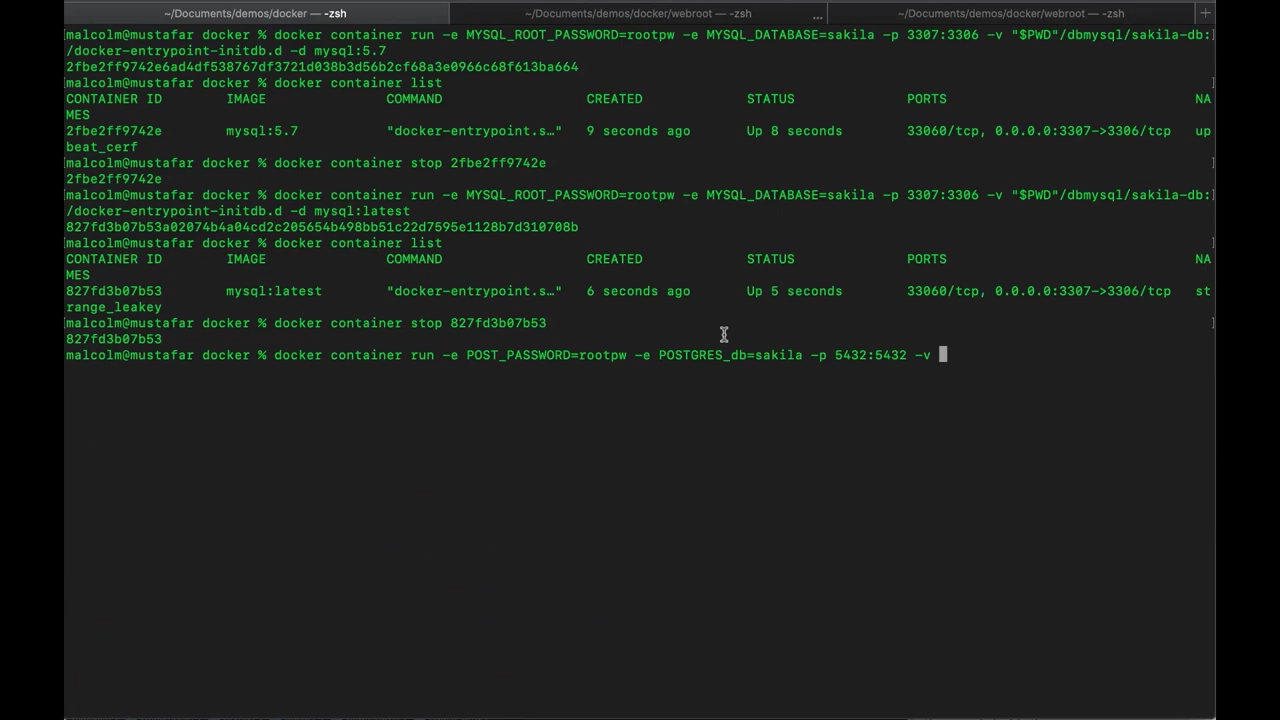 ~/Documents/demos/docker — -zsh ~/Documents/demos/docker/webroot — -zsh ... ~/Documents/demos/docker/webroot — -zsh +
[malcolm@mustafar docker % docker container run -e MYSQL_ROOT_PASSWORD=rootpw -e MYSQL_DATABASE=sakila -p 3307:3306 -v "$PWD"/dbmysql/sakila-db:]
/docker-entrypoint-initdb.d -d mysql:5.7
2fbe2ff9742e6ad4df538767df3721d038b3d56b2cf68a3e0966c68f613ba664
[malcolm@mustafar docker % docker container list ]
CONTAINER ID IMAGE COMMAND CREATED STATUS PORTS NA
MES
2fbe2ff9742e mysql:5.7 "docker-entrypoint.s…" 9 seconds ago Up 8 seconds 33060/tcp, 0.0.0.0:3307->3306/tcp up
beat_cerf
[malcolm@mustafar docker % docker container stop 2fbe2ff9742e ]
2fbe2ff9742e
[malcolm@mustafar docker % docker container run -e MYSQL_ROOT_PASSWORD=rootpw -e MYSQL_DATABASE=sakila -p 3307:3306 -v "$PWD"/dbmysql/sakila-db:]
/docker-entrypoint-initdb.d -d mysql:latest
827fd3b07b53a02074b4a04cd2c205654b498bb51c22d7595e1128b7d310708b
[malcolm@mustafar docker % docker container list ]
CONTAINER ID IMAGE COMMAND CREATED STATUS PORTS NA
MES
827fd3b07b53 mysql:latest "docker-entrypoint.s…" 6 seconds ago Up 5 seconds 33060/tcp, 0.0.0.0:3307->3306/tcp st
range_leakey
[malcolm@mustafar docker % docker container stop 827fd3b07b53 ]
827fd3b07b53
malcolm@mustafar docker % docker container run -e POST_PASSWORD=rootpw -e POSTGRES_db=sakila -p 5432:5432 -v